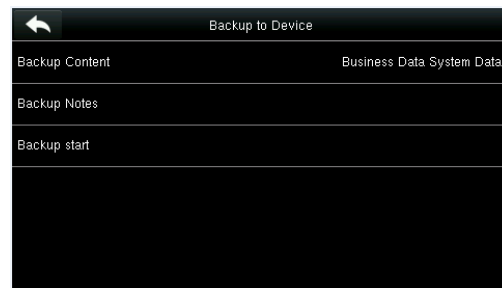 Backup to Device
Backup Content Business Data System Data
Backup Notes
Backup start